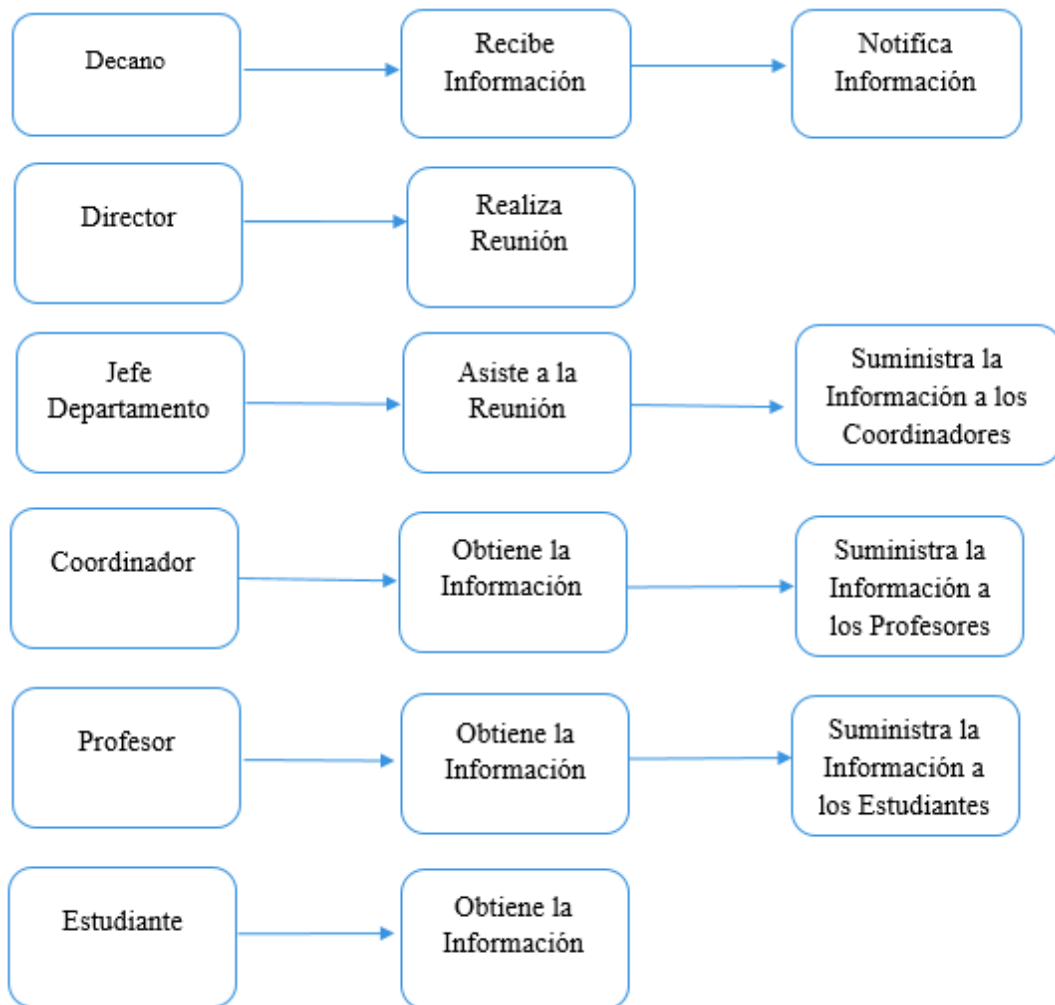 Decano
Recibe
Información
Notifica
Información
Director
Realiza
Reunión
Jefe
Departamento
Asiste a la
Reunión
Suministra la
Información a los
Coordinadores
Coordinador
Obtiene la
Información
Suministra la
Información a
los Profesores
Profesor
Obtiene la
Información
Suministra la
Información a
los Estudiantes
Estudiante
Obtiene la
Información